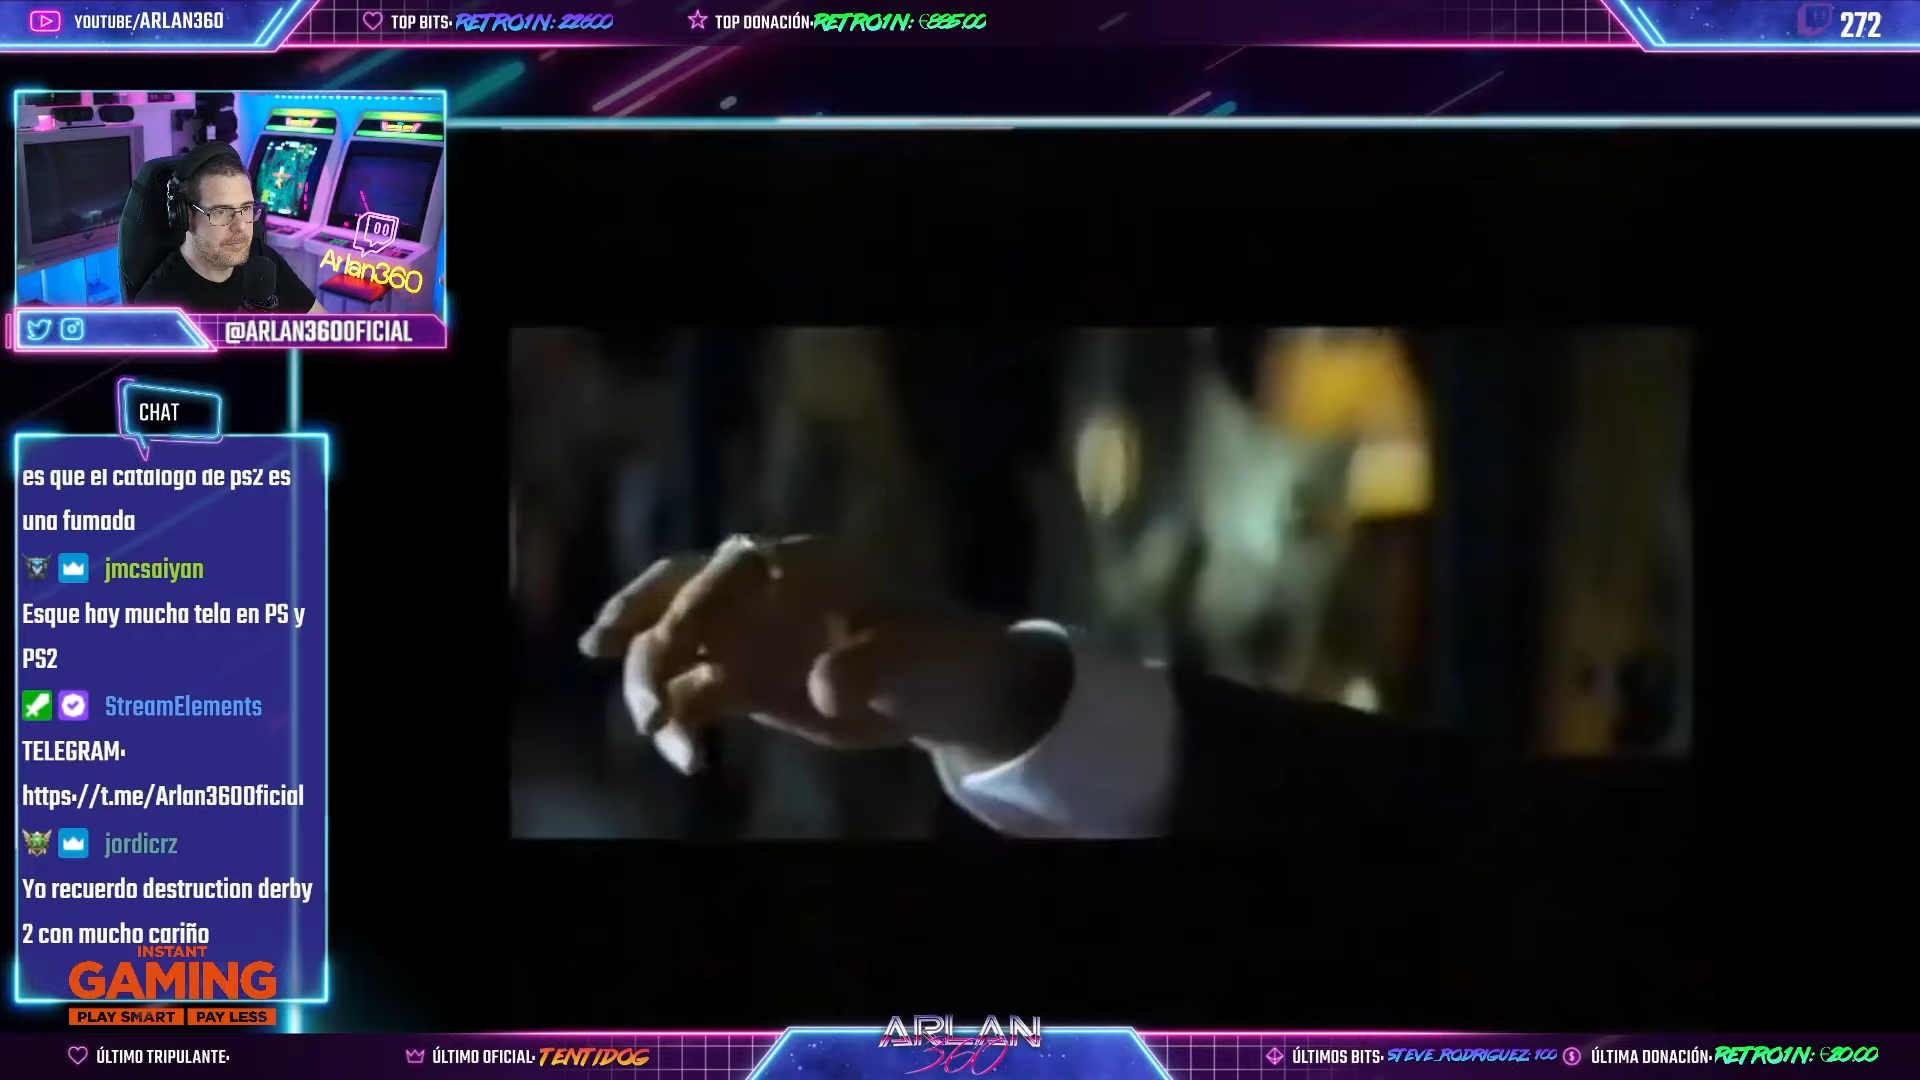 YOUTUBE/ARLAN360
TOP BITS: RETRO1N: 22600
TOP DONACIÓN: RETRO1N: €885.00
272
Arlan360
@ARLAN360OFICIAL
CHAT
es que el catalogo de ps2 es
una fumada
jmcsaiyan
Esque hay mucha tela en PS y
PS2
StreamElements
TELEGRAM:
https://t.me/Arlan360Oficial
jordicrz
Yo recuerdo destruction derby
2 con mucho cariño
INSTANT
GAMING
PLAY SMART | PAY LESS
ARLAN
360
ÚLTIMO TRIPULANTE:
ÚLTIMO OFICIAL: TENTIDOG
ÚLTIMOS BITS: STEVE_RODRIGUEZ: 100
ÚLTIMA DONACIÓN: RETRO1N: €20.00